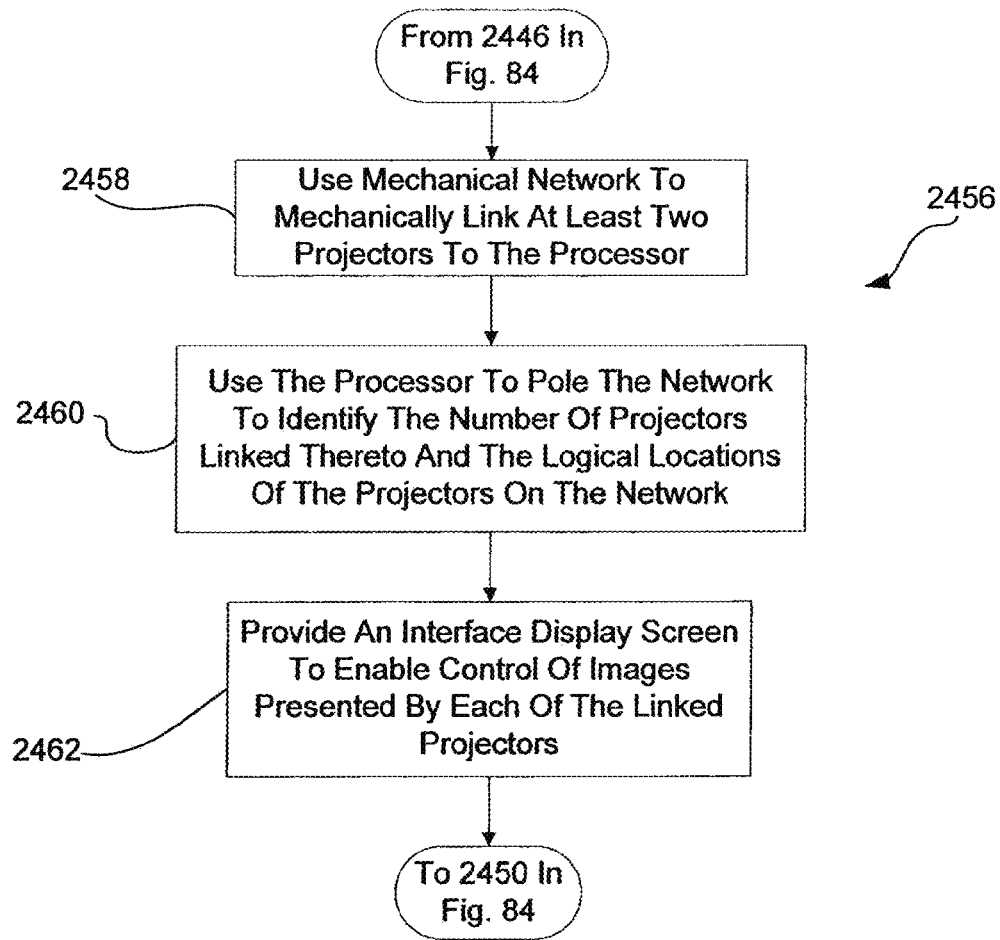 From 2446 In
Fig. 84
2458
Use Mechanical Network To
Mechanically Link At Least Two
Projectors To The Processor
2456
2460
Use The Processor To Pole The Network
To Identify The Number Of Projectors
Linked Thereto And The Logical Locations
Of The Projectors On The Network
2462
Provide An Interface Display Screen
To Enable Control Of Images
Presented By Each Of The Linked
Projectors
To 2450 In
Fig. 84